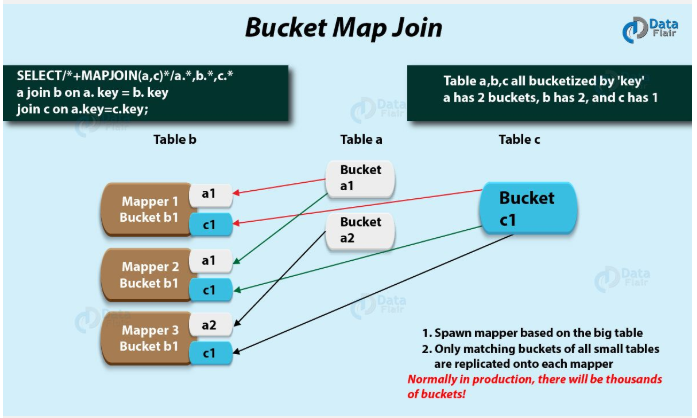 Bucket Map Join
Data
Flair
SELECT/*+MAPJOIN(a,c)*/a.*,b.*,c.*
a join b on a. key = b. key
join c on a.key=c.key;
Table a,b,c all bucketized by 'key'
a has 2 buckets, b has 2, and c has 1
Table b
Table a
Table c
Mapper 1
Bucket b1
a1
c1
Mapper 2
Bucket b1
a1
c1
Mapper 3
Bucket b1
a2
c1
Bucket
a1
Bucket
a2
Bucket
c1
1. Spawn mapper based on the big table
2. Only matching buckets of all small tables
are replicated onto each mapper
Normally in production, there will be thousands
of buckets!